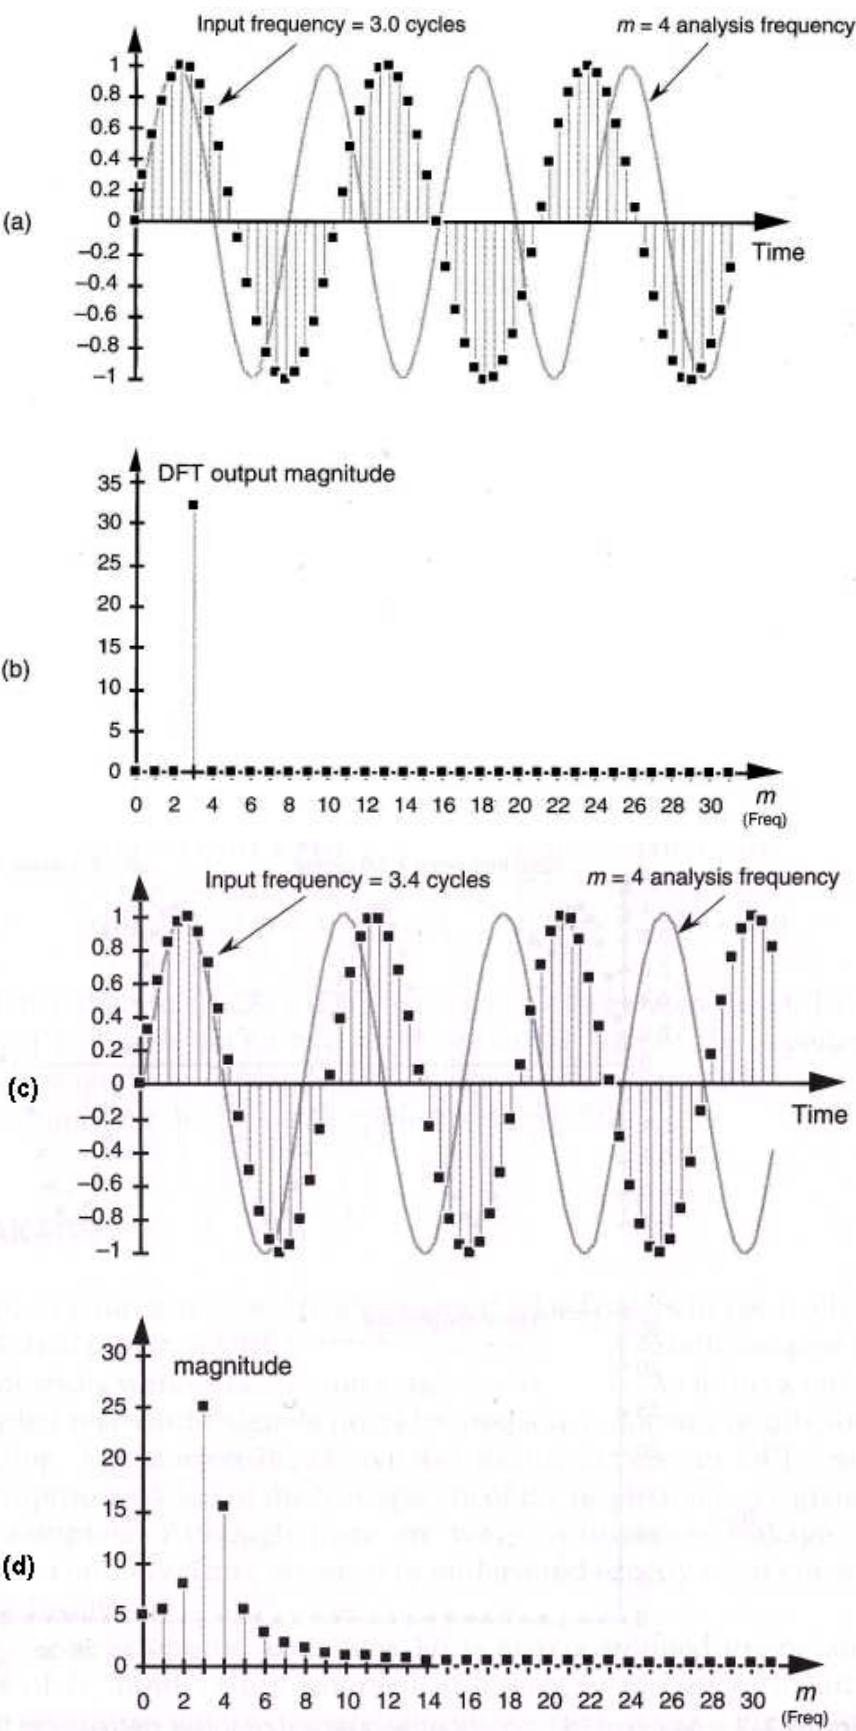 Input frequency = 3.0 cycles
m = 4 analysis frequency
1
0.8
0.6
0.4
0.2
0
−0.2
−0.4
−0.6
−0.8
−1
(a)
Time
DFT output magnitude
35
30
25
20
15
10
5
0
(b)
0 2 4 6 8 10 12 14 16 18 20 22 24 26 28 30
m
(Freq)
Input frequency = 3.4 cycles
m = 4 analysis frequency
1
0.8
0.6
0.4
0.2
0
−0.2
−0.4
−0.6
−0.8
−1
(c)
Time
magnitude
30
25
20
15
10
5
0
(d)
0 2 4 6 8 10 12 14 16 18 20 22 24 26 28 30
m
(Freq)